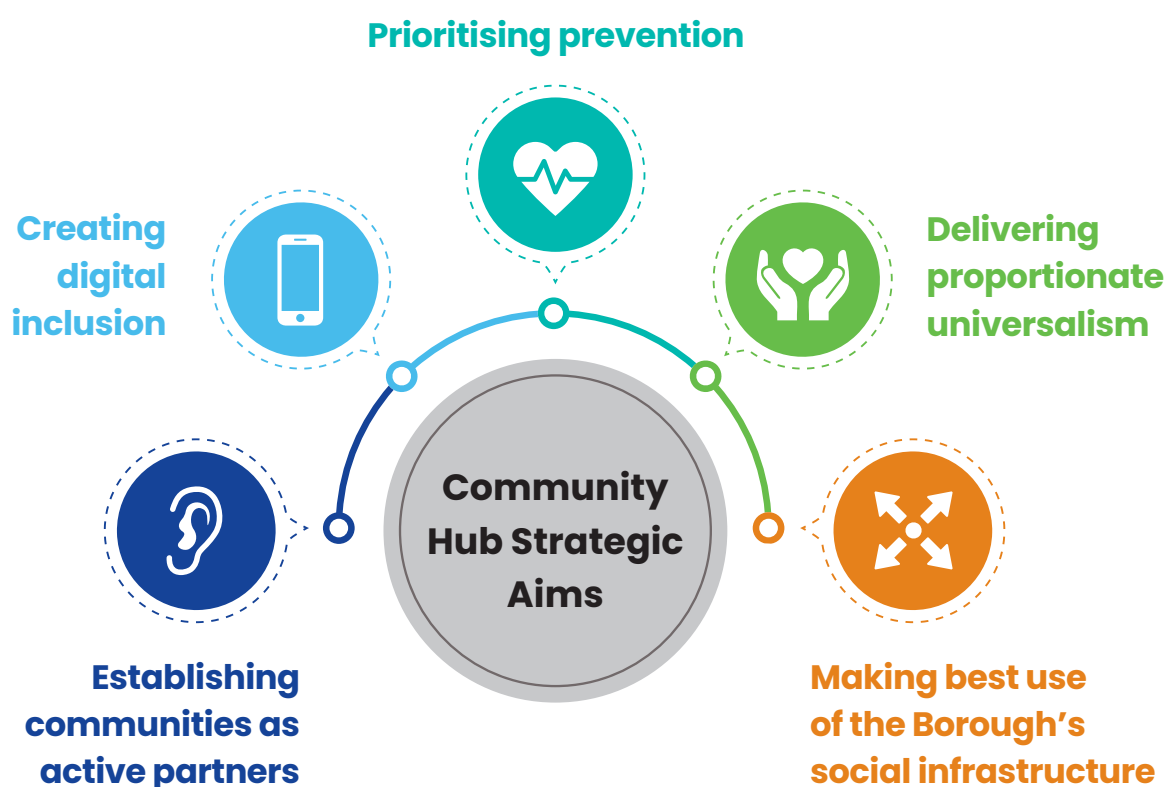 Prioritising prevention
Creating
digital
inclusion
Delivering
proportionate
universalism
Community
Hub Strategic
Aims
Establishing
communities as
active partners
Making best use
of the Borough’s
social infrastructure